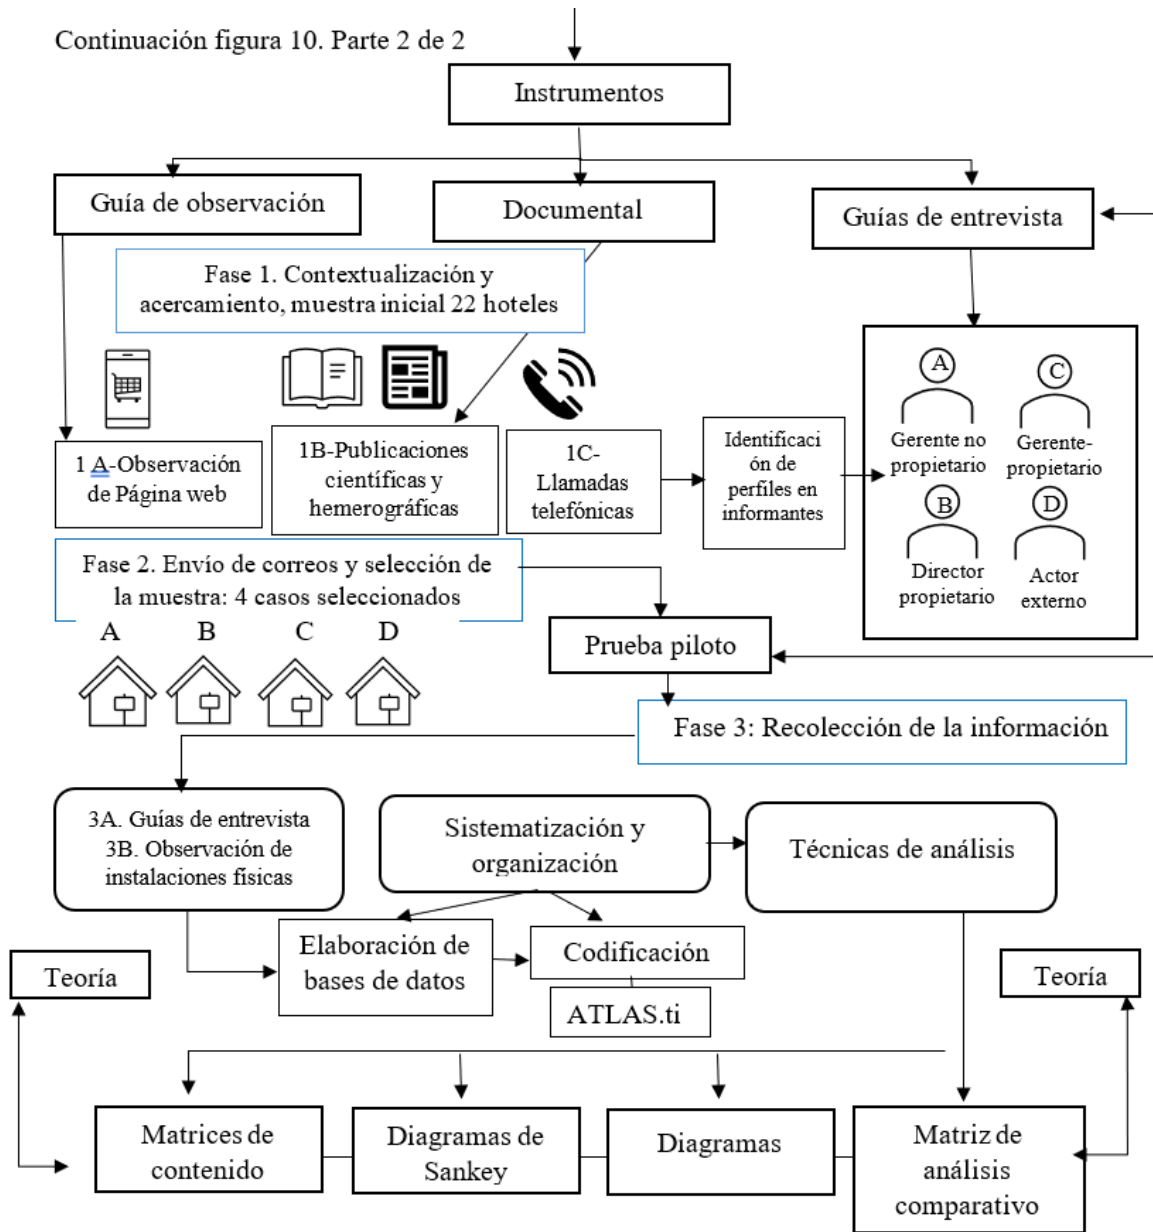 Continuación figura 10. Parte 2 de 2
Instrumentos
Guía de observación
Documental
Guías de entrevista
Fase 1. Contextualización y
acercamiento, muestra inicial 22 hoteles
A
C
Gerente no
propietario
Gerente-
propietario
B
D
Director
propietario
Actor
externo
1 A-Observación
de Página web
1B-Publicaciones
científicas y
hemerográficas
1C-
Llamadas
telefónicas
Identificaci
ón de
perfiles en
informantes
Fase 2. Envío de correos y selección de
la muestra: 4 casos seleccionados
A B C D
Prueba piloto
Fase 3: Recolección de la información
3A. Guías de entrevista
3B. Observación de
instalaciones físicas
Sistematización y
organización
Técnicas de análisis
Elaboración de
bases de datos
Codificación
ATLAS.ti
Teoría
Teoría
Matrices de
contenido
Diagramas de
Sankey
Diagramas
Matriz de
análisis
comparativo